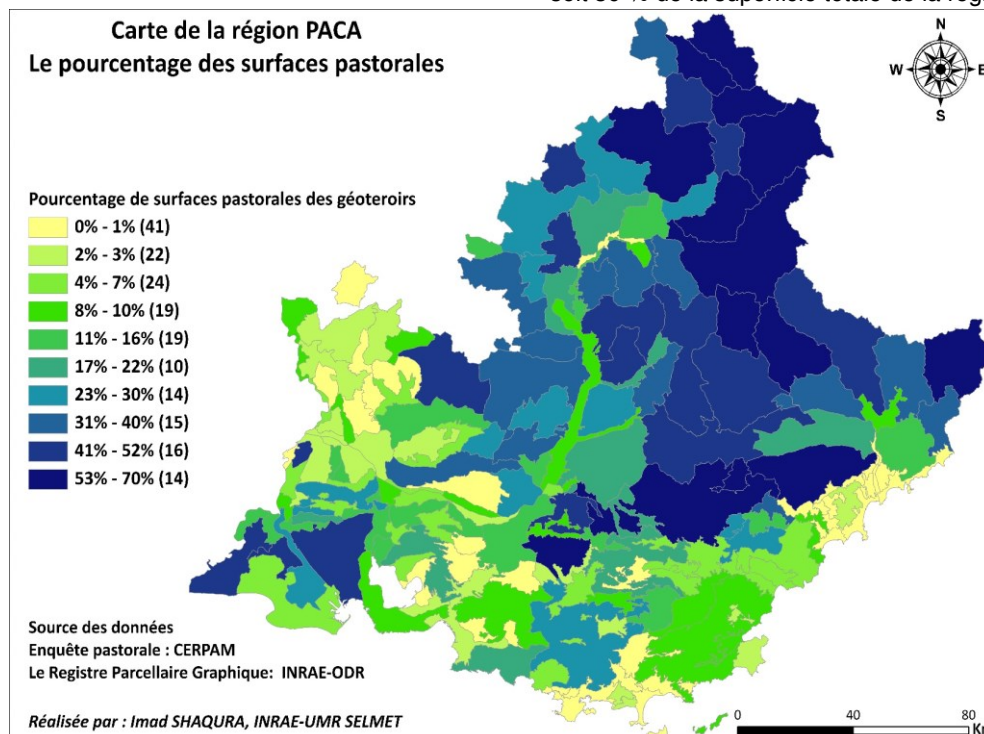 Carte de la région PACA
Le pourcentage des surfaces pastorales
N
W
E
S
Pourcentage de surfaces pastorales des géoteroirs
0% - 1% (41)
2% - 3% (22)
4% - 7% (24)
8% - 10% (19)
11% - 16% (19)
17% - 22% (10)
23% - 30% (14)
31% - 40% (15)
41% - 52% (16)
53% - 70% (14)
Source des données
Enquête pastorale : CERPAM
Le Registre Parcellaire Graphique: INRAE-ODR
Réalisée par : Imad SHAQURA, INRAE-UMR SELMET
0 40 80